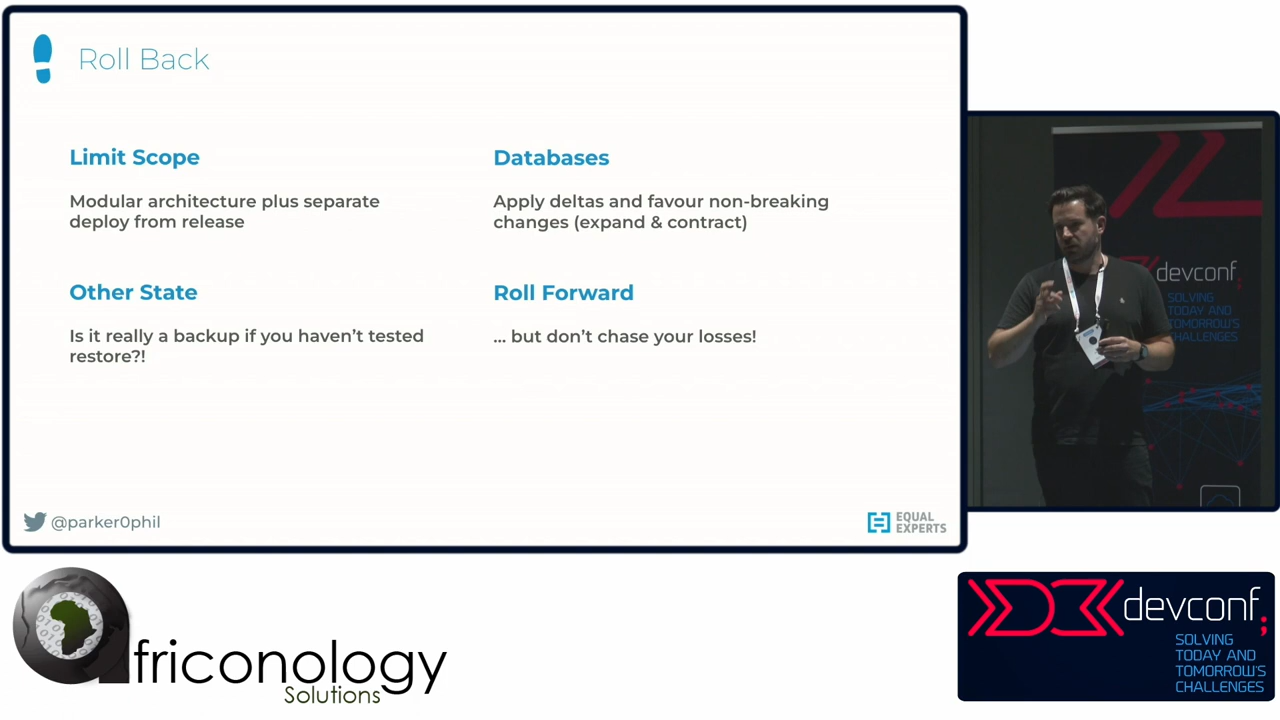 Roll Back
Limit Scope
Modular architecture plus separate
deploy from release
Databases
Apply deltas and favour non-breaking
changes (expand & contract)
Other State
Is it really a backup if you haven’t tested
restore?!
Roll Forward
... but don’t chase your losses!
@parker0phil
EQUAL
EXPERTS
devconf;
SOLVING
TODAY AND
TOMORROW'S
CHALLENGES
africonology
Solutions
devconf;
SOLVING
TODAY AND
TOMORROW'S
CHALLENGES